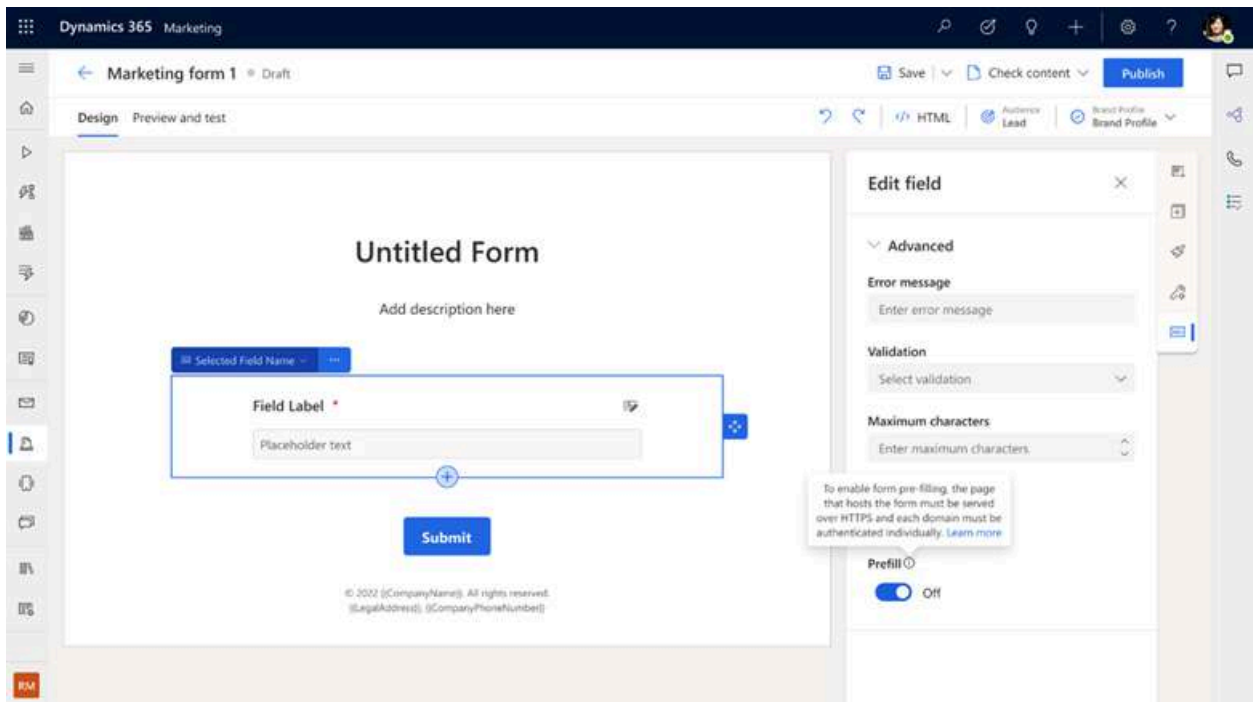 Dynamics 365 Marketing
Marketing form 1 Draft
Save
Check content
Publish
Design Preview and test
HTML
Audience
Lead
Brand Profile
Brand Profile
Untitled Form
Add description here
Selected Field Name
Field Label *
Placeholder text
Submit
© 2022 {{CompanyName}}. All rights reserved.
{{LegalAddress}}, {{CompanyPhoneNumber}}
Edit field
Advanced
Error message
Enter error message
Validation
Select validation
Maximum characters
Enter maximum characters
To enable form pre-filling, the page
that hosts the form must be served
over HTTPS and each domain must be
authenticated individually. Learn more
Prefill
Off
RM